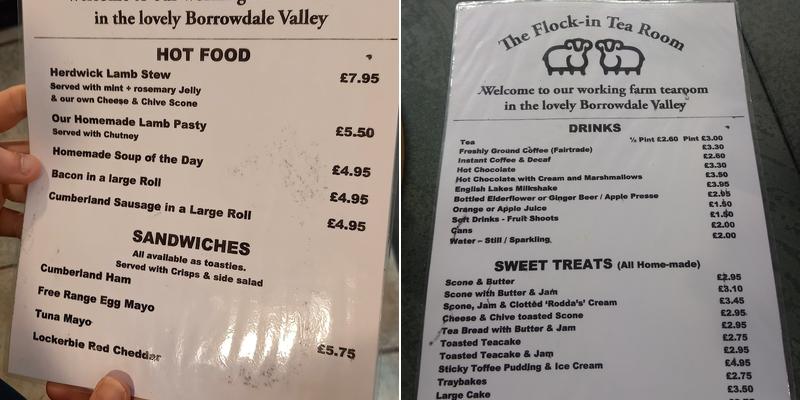 in the lovely Borrowdale Valley
HOT FOOD
Herdwick Lamb Stew £7.95
Served with mint + rosemary Jelly
& our own Cheese & Chive Scone
Our Homemade Lamb Pasty £5.50
Served with Chutney
Homemade Soup of the Day £4.95
Bacon in a large Roll £4.95
Cumberland Sausage in a Large Roll £4.95
SANDWICHES
All available as toasties.
Served with Crisps & side salad
Cumberland Ham
Free Range Egg Mayo
Tuna Mayo
Lockerbie Red Cheddar £5.75
The Flock-in Tea Room
Welcome to our working farm tearoom
in the lovely Borrowdale Valley
DRINKS
Tea ½ Pint £2.60 Pint £3.00
Freshly Ground Coffee (Fairtrade) £3.30
Instant Coffee & Decaf £2.60
Hot Chocolate £3.30
Hot Chocolate with Cream and Marshmallows £3.50
English Lakes Milkshake £3.95
Bottled Elderflower or Ginger Beer / Apple Presse
Orange or Apple Juice £1.50
Soft Drinks - Fruit Shoots £1.50
Cans £2.00
Water – Still / Sparkling £2.00
SWEET TREATS (All Home-made)
Scone & Butter £2.95
Scone with Butter & Jam £3.10
Scone, Jam & Clotted 'Rodda's' Cream £3.45
Cheese & Chive toasted Scone £2.95
Tea Bread with Butter & Jam £2.95
Toasted Teacake £2.75
Toasted Teacake & Jam £2.95
Sticky Toffee Pudding & Ice Cream £4.95
Traybakes £2.75
Large Cake £3.50